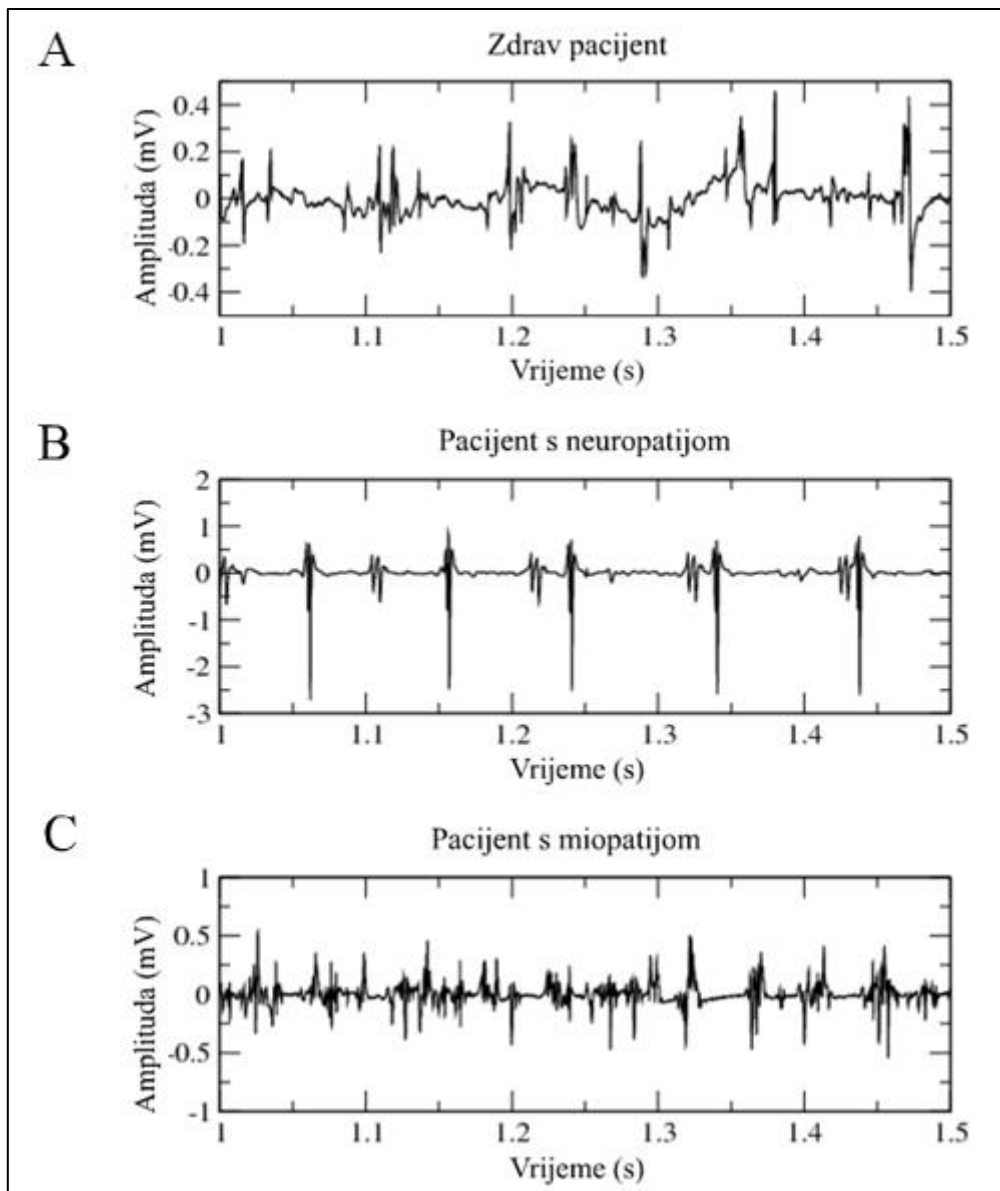 A
Zdrav pacijent
Amplituda (mV)
0.4
0.2
0
-0.2
-0.4
1
1.1
1.2
1.3
1.4
1.5
Vrijeme (s)
B
Pacijent s neuropatijom
Amplituda (mV)
2
1
0
-1
-2
-3
1
1.1
1.2
1.3
1.4
1.5
Vrijeme (s)
C
Pacijent s miopatijom
Amplituda (mV)
1
0.5
0
-0.5
-1
1
1.1
1.2
1.3
1.4
1.5
Vrijeme (s)